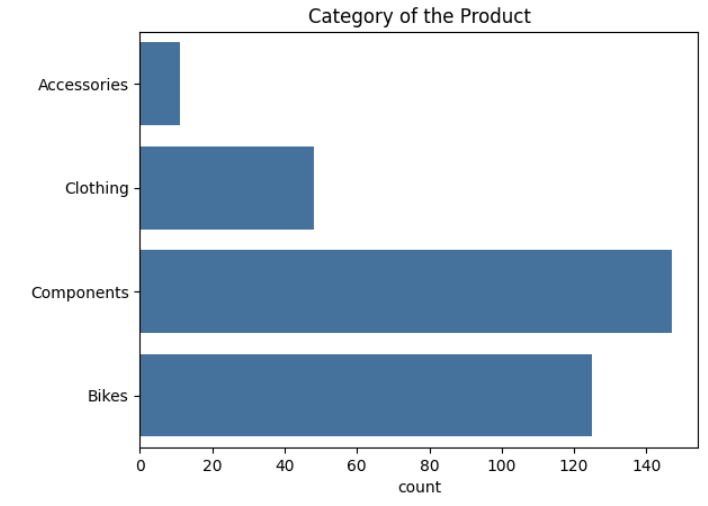 Category of the Product
Accessories
Clothing
Components
Bikes
0 20 40 60 80 100 120 140
count